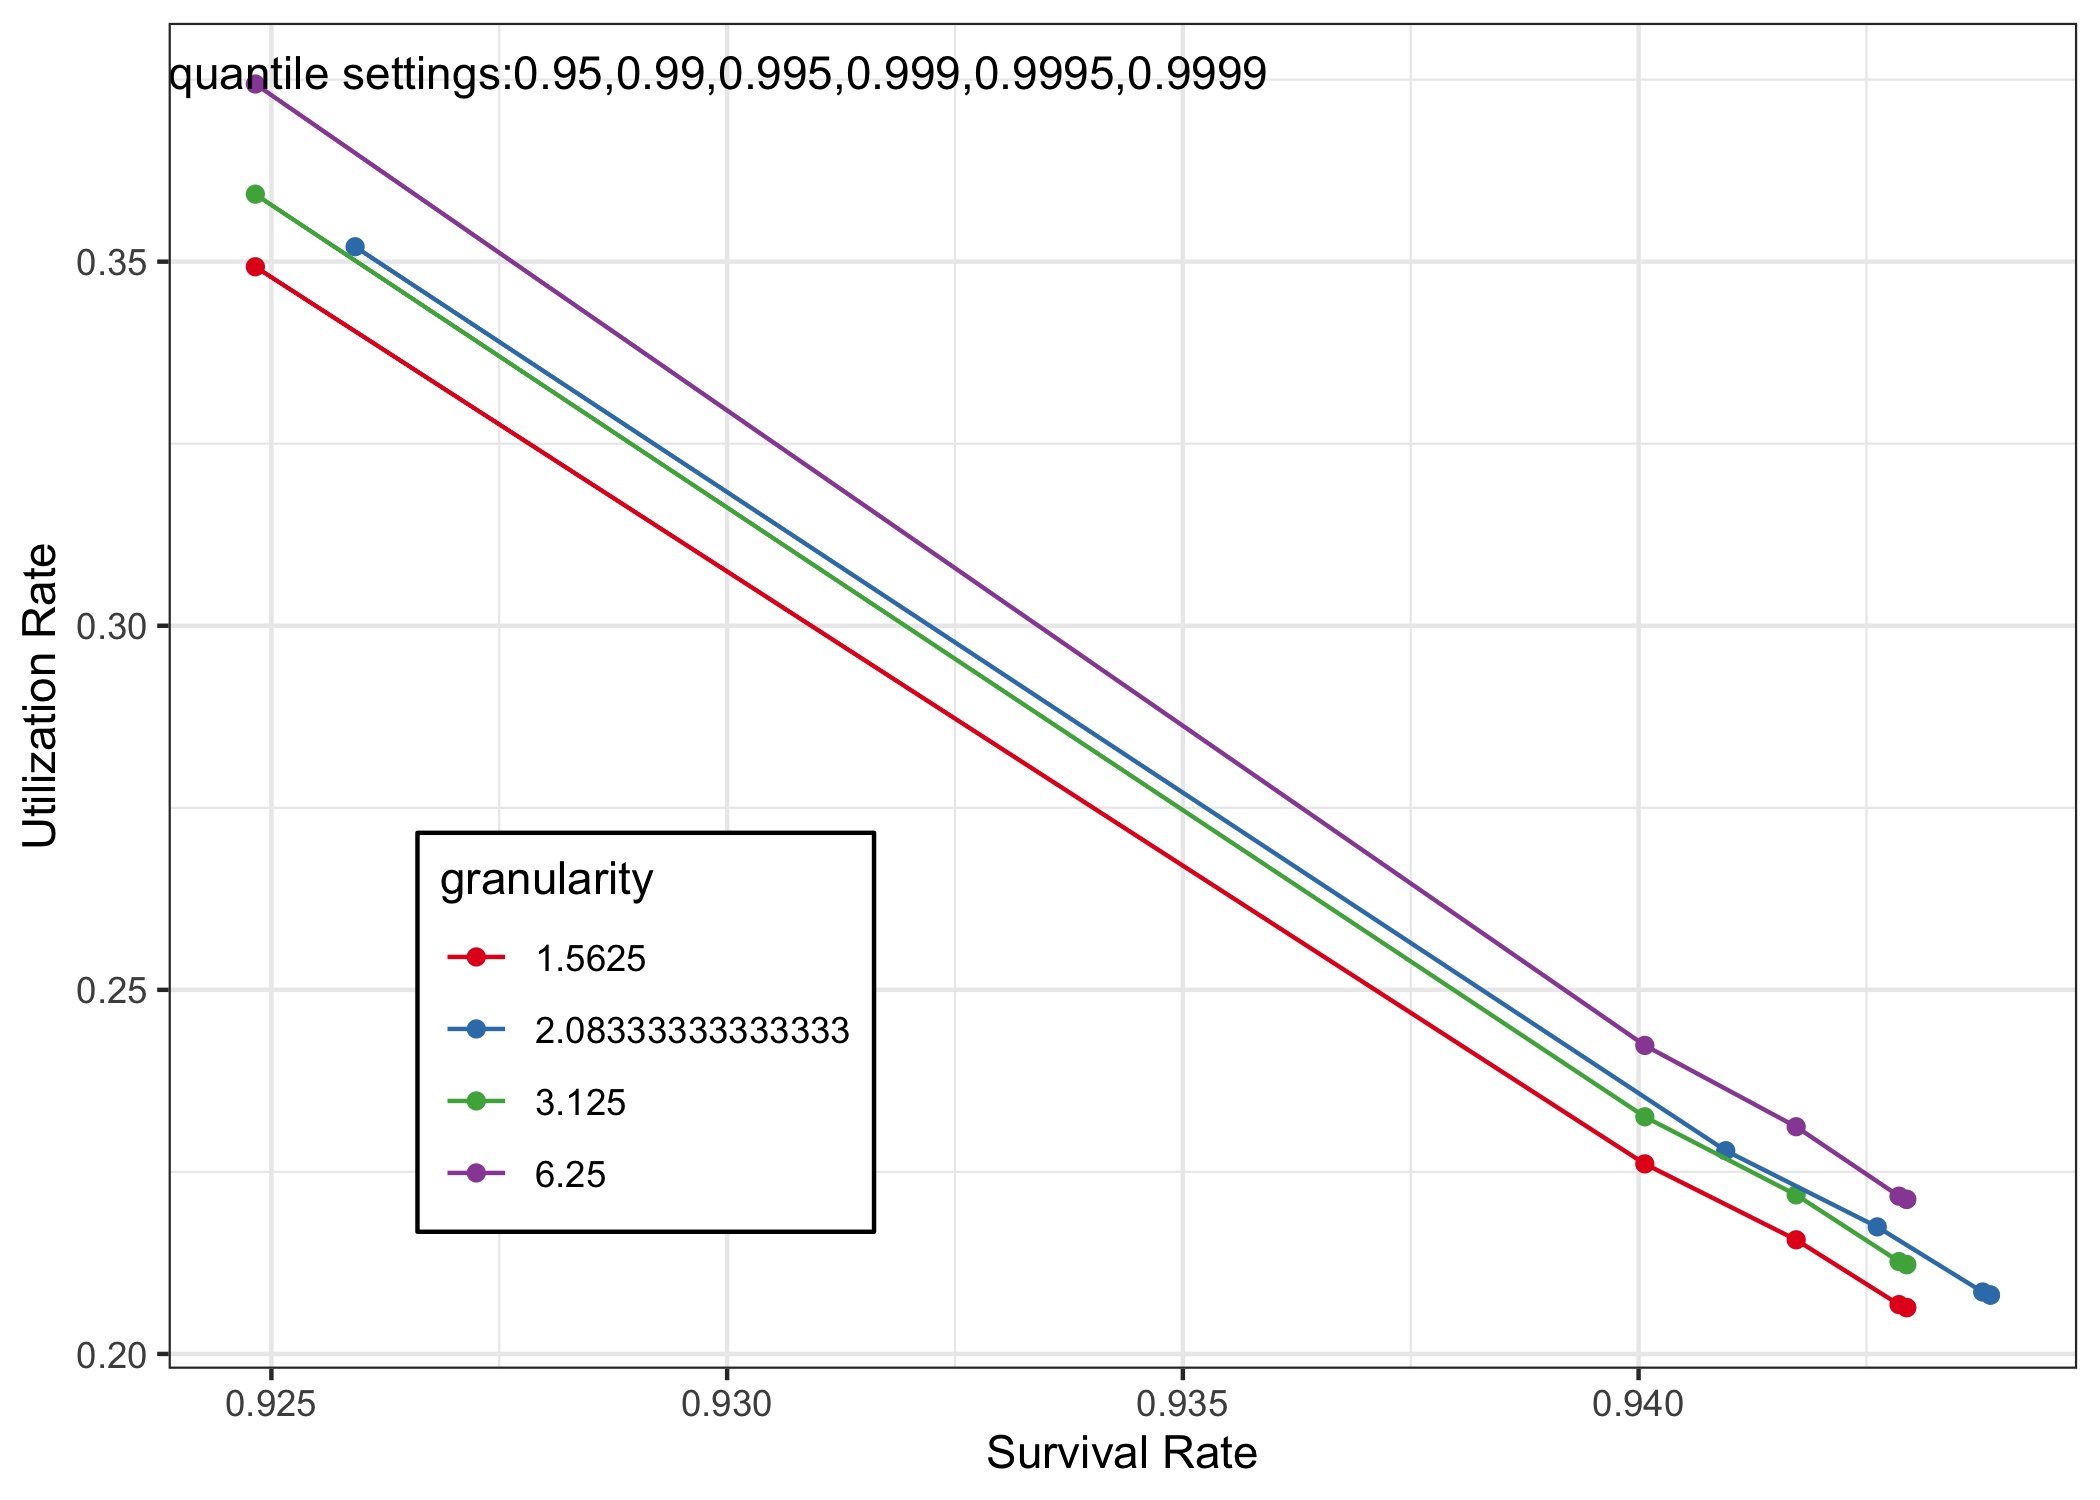 quantile settings:0.95,0.99,0.995,0.999,0.9995,0.9999
0.35
0.30
0.25
0.20
Utilization Rate
granularity
1.5625
2.08333333333333
3.125
6.25
0.925 0.930 0.935 0.940
Survival Rate